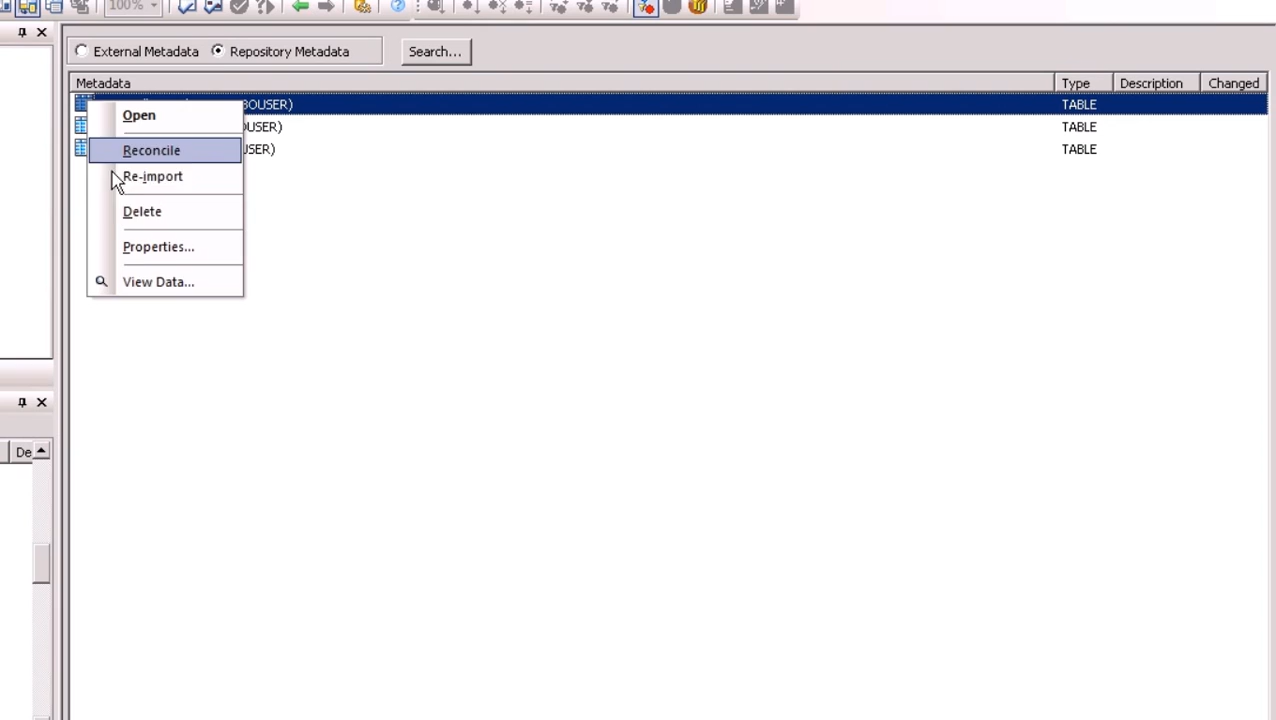 100%
External Metadata Repository Metadata Search...
Metadata Type Description Changed
BOUSER) TABLE
OUSER) TABLE
USER) TABLE
Open
Reconcile
Re-import
Delete
Properties...
View Data...
De